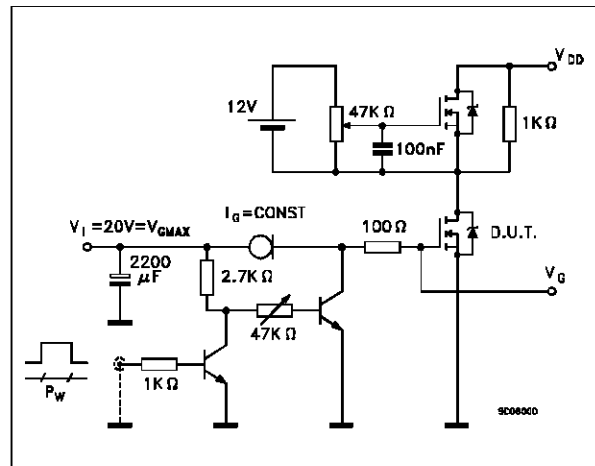 V_DD
12V
47K Ω
1K Ω
100nF
I_G=CONST
V_I =20V=V_GMAX
100 Ω
D.U.T.
2200
μF
2.7K Ω
V_G
47K Ω
1K Ω
P_W